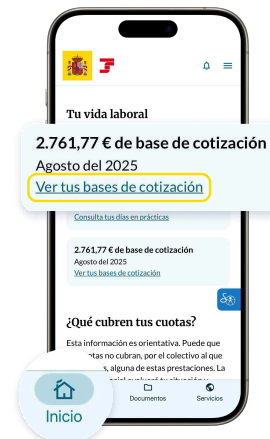 Tu vida laboral
2.761,77 € de base de cotización
Agosto del 2025
Ver tus bases de cotización
Consulta tus días en prácticas
2.761,77 € de base de cotización
Agosto del 2025
Ver tus bases de cotización
¿Qué cubren tus cuotas?
Esta información es orientativa. Puede que
no cubran, por el colectivo al que
alguna de estas prestaciones. La
Inicio
Documentos
Servicios